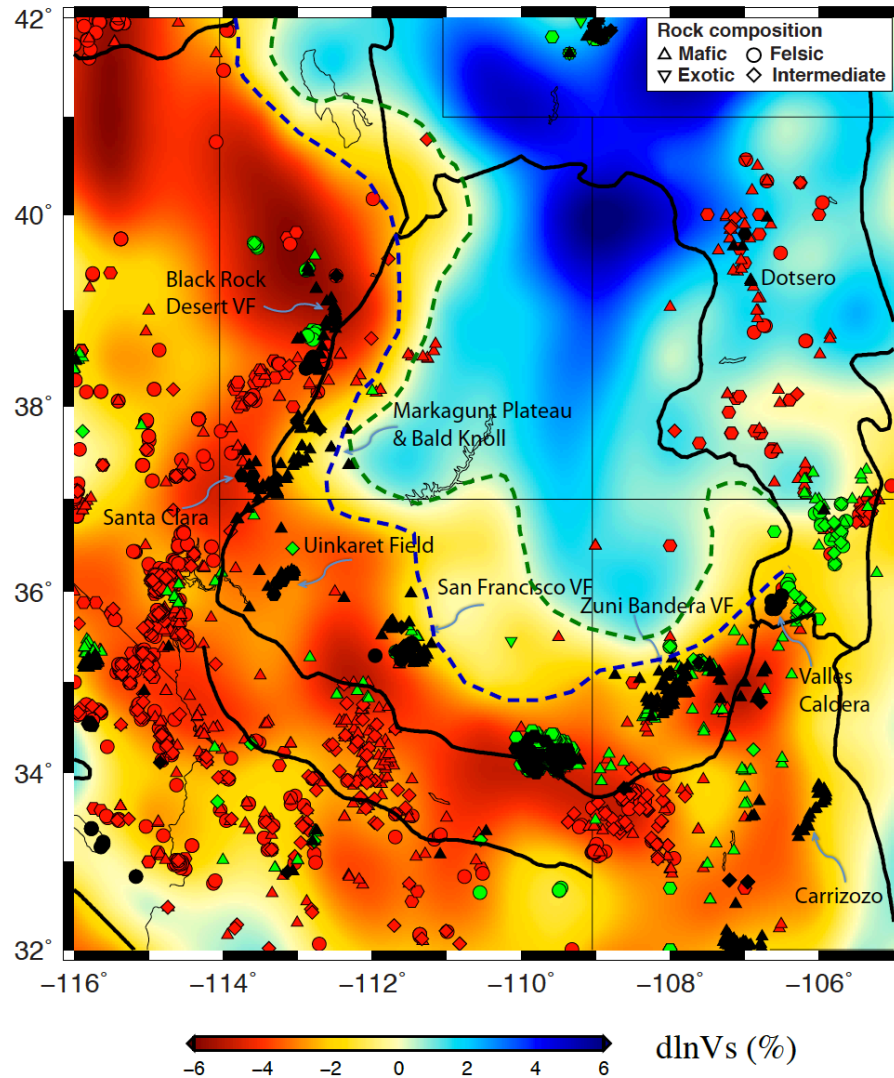 42°
Rock composition
△ Mafic ○ Felsic
▽ Exotic ◇ Intermediate
40°
Black Rock
Desert VF
Dotsero
38°
Markagunt Plateau
& Bald Knoll
Santa Clara
Uinkaret Field
36°
San Francisco VF
Zuni Bandera VF
Valles
Caldera
34°
Carrizozo
32°
−116° −114° −112° −110° −108° −106°
−6 −4 −2 0 2 4 6
dlnVs (%)